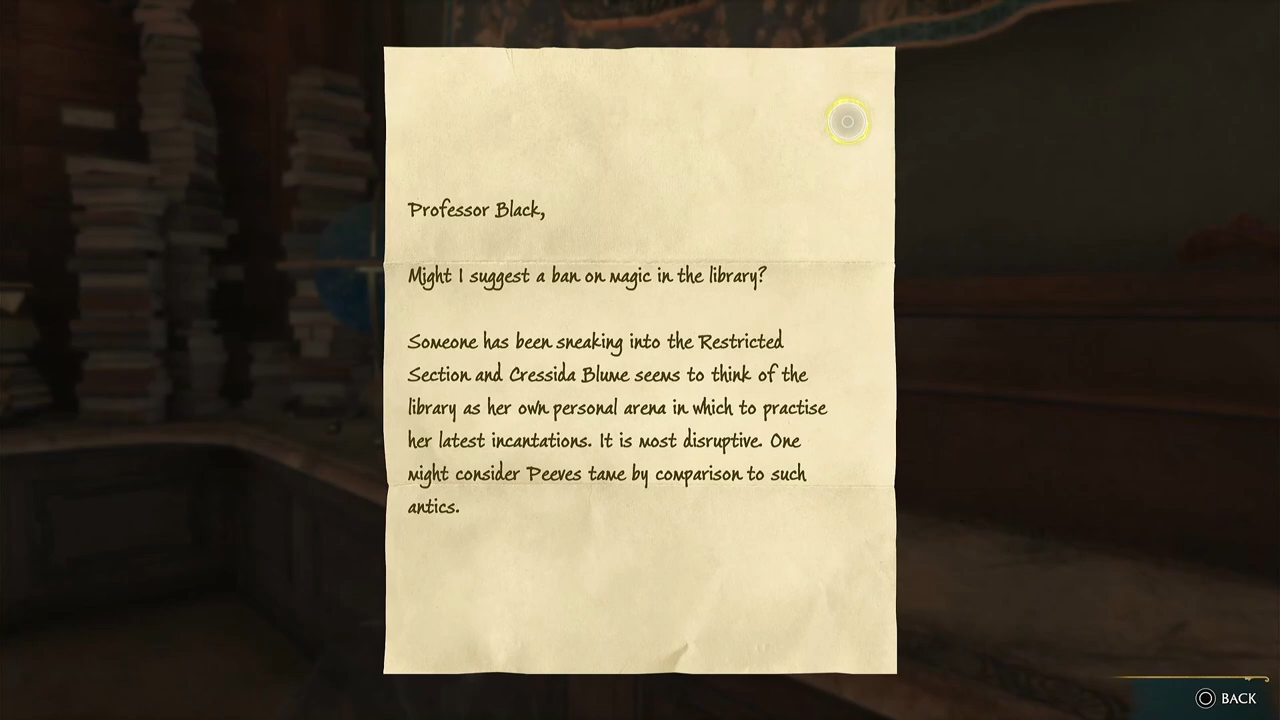 Professor Black,
Might I suggest a ban on magic in the library?
Someone has been sneaking into the Restricted
Section and Cressida Blume seems to think of the
library as her own personal arena in which to practise
her latest incantations. It is most disruptive. One
might consider Peeves tame by comparison to such
antics.
BACK